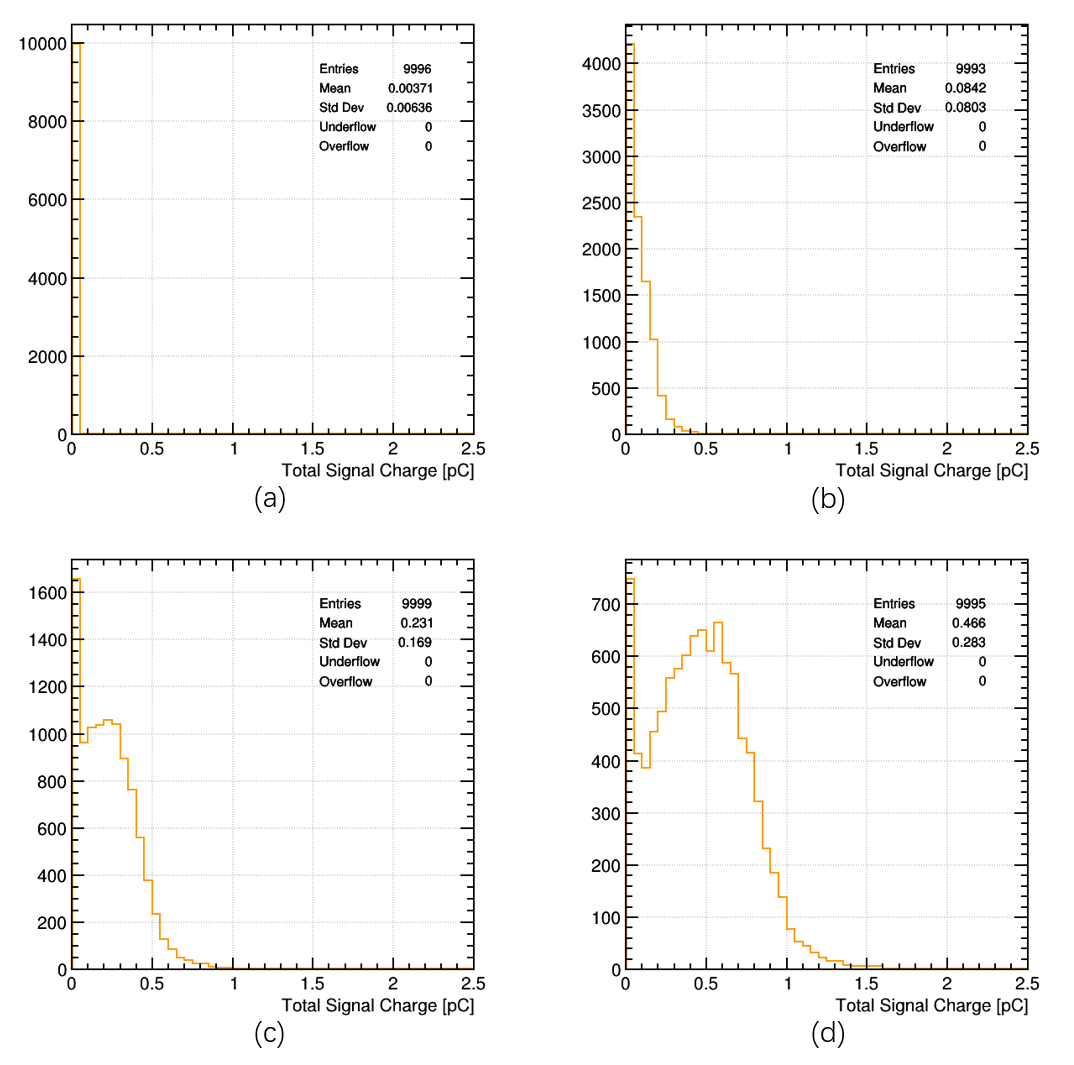 10000
8000
6000
4000
2000
0
Entries 9996
Mean 0.00371
Std Dev 0.00636
Underflow 0
Overflow 0
0 0.5 1 1.5 2 2.5
Total Signal Charge [pC]
(a)
4000
3500
3000
2500
2000
1500
1000
500
0
Entries 9993
Mean 0.0842
Std Dev 0.0803
Underflow 0
Overflow 0
0 0.5 1 1.5 2 2.5
Total Signal Charge [pC]
(b)
1600
1400
1200
1000
800
600
400
200
0
Entries 9999
Mean 0.231
Std Dev 0.169
Underflow 0
Overflow 0
0 0.5 1 1.5 2 2.5
Total Signal Charge [pC]
(c)
700
600
500
400
300
200
100
0
Entries 9995
Mean 0.466
Std Dev 0.283
Underflow 0
Overflow 0
0 0.5 1 1.5 2 2.5
Total Signal Charge [pC]
(d)